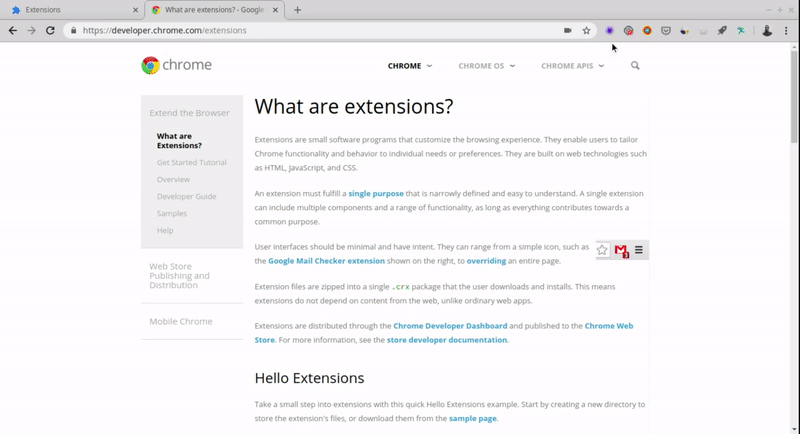 Extensions
What are extensions? - Google
https://developer.chrome.com/extensions
chrome
CHROME
CHROME OS
CHROME APIS
Extend the Browser
What are
Extensions?
Get Started Tutorial
Overview
Developer Guide
Samples
Help
Web Store
Publishing and
Distribution
Mobile Chrome
What are extensions?
Extensions are small software programs that customize the browsing experience. They enable users to tailor
Chrome functionality and behavior to individual needs or preferences. They are built on web technologies such
as HTML, JavaScript, and CSS.
An extension must fulfill a single purpose that is narrowly defined and easy to understand. A single extension
can include multiple components and a range of functionality, as long as everything contributes towards a
common purpose.
User interfaces should be minimal and have intent. They can range from a simple icon, such as
the Google Mail Checker extension shown on the right, to overriding an entire page.
3
Extension files are zipped into a single .crx package that the user downloads and installs. This means
extensions do not depend on content from the web, unlike ordinary web apps.
Extensions are distributed through the Chrome Developer Dashboard and published to the Chrome Web
Store. For more information, see the store developer documentation.
Hello Extensions
Take a small step into extensions with this quick Hello Extensions example. Start by creating a new directory to
store the extension's files, or download them from the sample page.